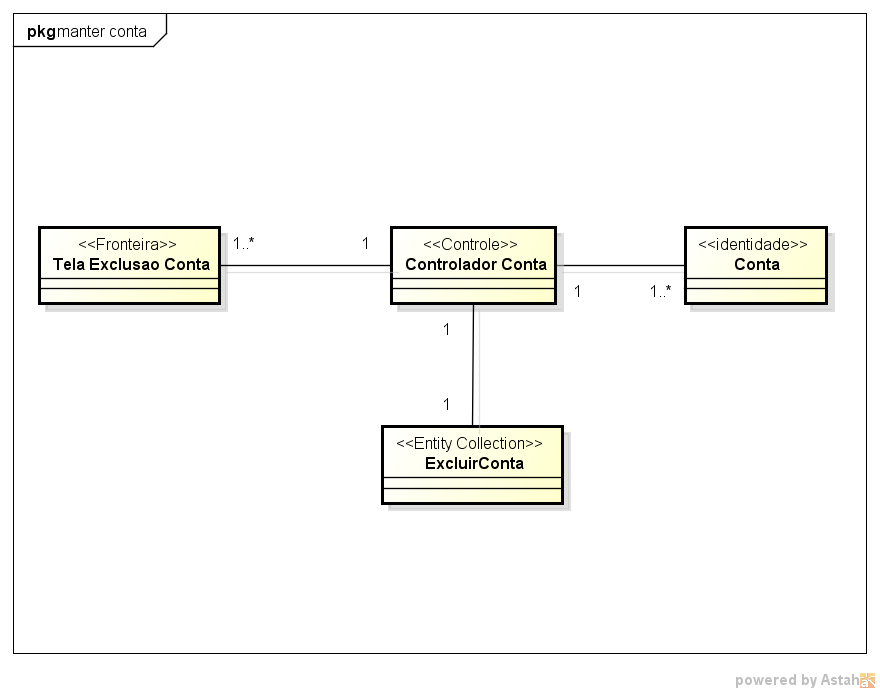 pkg manter conta
<<Fronteira>>
Tela Exclusao Conta
1..*
1
<<Controle>>
Controlador Conta
<<identidade>>
Conta
1
1..*
1
1
<<Entity Collection>>
ExcluirConta
powered by Astah